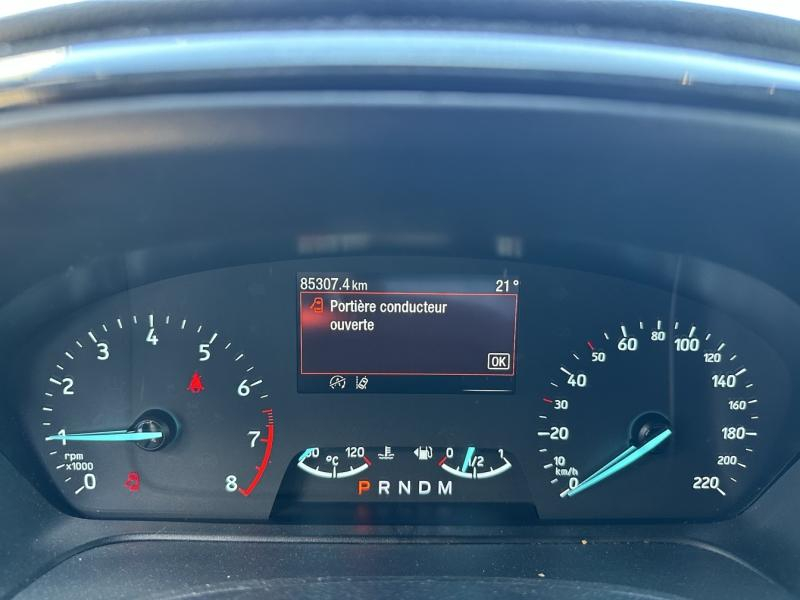 85307.4 km 21°
Portière conducteur
ouverte
OK
0 1 2 3 4 5 6 7 8
rpm
x1000
60 120
°C
0 1/2 1
P R N D M
0 10 20 30 40 50 60 80 100 120 140 160 180 200 220
km/h